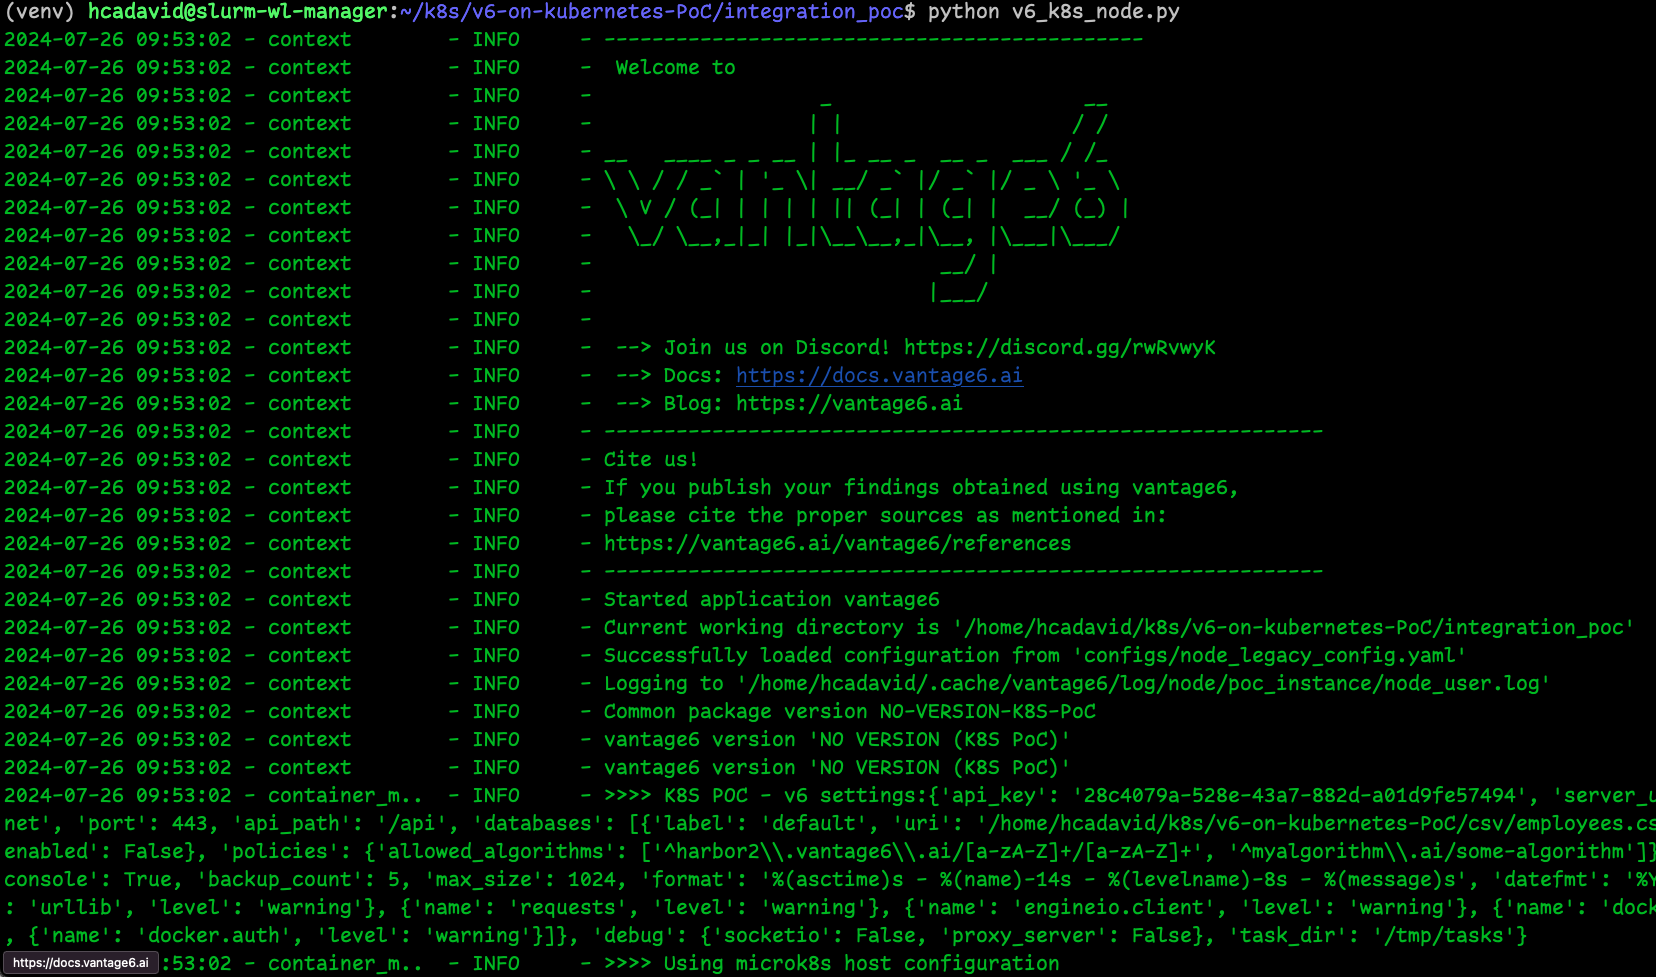 (venv) hcadavid@slurm-wl-manager:~/k8s/v6-on-kubernetes-PoC/integration_poc$ python v6_k8s_node.py
2024-07-26 09:53:02 - context        - INFO     - ---------------------------------------------
2024-07-26 09:53:02 - context        - INFO     -  Welcome to
2024-07-26 09:53:02 - context        - INFO     -                   _                     __
2024-07-26 09:53:02 - context        - INFO     -                  | |                   / /
2024-07-26 09:53:02 - context        - INFO     - __   ____ _ _ __ | |_ __ _  __ _  ___ / /_
2024-07-26 09:53:02 - context        - INFO     - \ \ / / _` | '_ \| __/ _` |/ _` |/ _ \ '_ \
2024-07-26 09:53:02 - context        - INFO     -  \ V / (_| | | | | || (_| | (_| |  __/ (_) |
2024-07-26 09:53:02 - context        - INFO     -   \_/ \__,_|_| |_|\__\__,_|\__, |\___|\___/
2024-07-26 09:53:02 - context        - INFO     -                             __/ |
2024-07-26 09:53:02 - context        - INFO     -                            |___/
2024-07-26 09:53:02 - context        - INFO     -
2024-07-26 09:53:02 - context        - INFO     -  --> Join us on Discord! https://discord.gg/rwRvwyK
2024-07-26 09:53:02 - context        - INFO     -  --> Docs: https://docs.vantage6.ai
2024-07-26 09:53:02 - context        - INFO     -  --> Blog: https://vantage6.ai
2024-07-26 09:53:02 - context        - INFO     - ------------------------------------------------------------
2024-07-26 09:53:02 - context        - INFO     - Cite us!
2024-07-26 09:53:02 - context        - INFO     - If you publish your findings obtained using vantage6,
2024-07-26 09:53:02 - context        - INFO     - please cite the proper sources as mentioned in:
2024-07-26 09:53:02 - context        - INFO     - https://vantage6.ai/vantage6/references
2024-07-26 09:53:02 - context        - INFO     - ------------------------------------------------------------
2024-07-26 09:53:02 - context        - INFO     - Started application vantage6
2024-07-26 09:53:02 - context        - INFO     - Current working directory is '/home/hcadavid/k8s/v6-on-kubernetes-PoC/integration_poc'
2024-07-26 09:53:02 - context        - INFO     - Successfully loaded configuration from 'configs/node_legacy_config.yaml'
2024-07-26 09:53:02 - context        - INFO     - Logging to '/home/hcadavid/.cache/vantage6/log/node/poc_instance/node_user.log'
2024-07-26 09:53:02 - context        - INFO     - Common package version NO-VERSION-K8S-PoC
2024-07-26 09:53:02 - context        - INFO     - vantage6 version 'NO VERSION (K8S PoC)'
2024-07-26 09:53:02 - context        - INFO     - vantage6 version 'NO VERSION (K8S PoC)'
2024-07-26 09:53:02 - container_m..  - INFO     - >>>> K8S POC - v6 settings:{'api_key': '28c4079a-528e-43a7-882d-a01d9fe57494', 'server_u
net', 'port': 443, 'api_path': '/api', 'databases': [{'label': 'default', 'uri': '/home/hcadavid/k8s/v6-on-kubernetes-PoC/csv/employees.cs
enabled': False}, 'policies': {'allowed_algorithms': ['^harbor2\\.vantage6\\.ai/[a-zA-Z]+/[a-zA-Z]+', '^myalgorithm\\.ai/some-algorithm']}
console': True, 'backup_count': 5, 'max_size': 1024, 'format': '%(asctime)s - %(name)-14s - %(levelname)-8s - %(message)s', 'datefmt': '%Y
: 'urllib', 'level': 'warning'}, {'name': 'requests', 'level': 'warning'}, {'name': 'engineio.client', 'level': 'warning'}, {'name': 'dock
, {'name': 'docker.auth', 'level': 'warning'}]}, 'debug': {'socketio': False, 'proxy_server': False}, 'task_dir': '/tmp/tasks'}
https://docs.vantage6.ai :53:02 - container_m..  - INFO     - >>>> Using microk8s host configuration